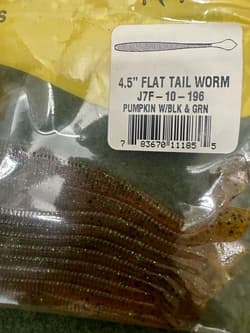 s
4.5" FLAT TAIL WORM
J7F-10-196
PUMPKIN W/BLK & GRN
7 83670 11185 5